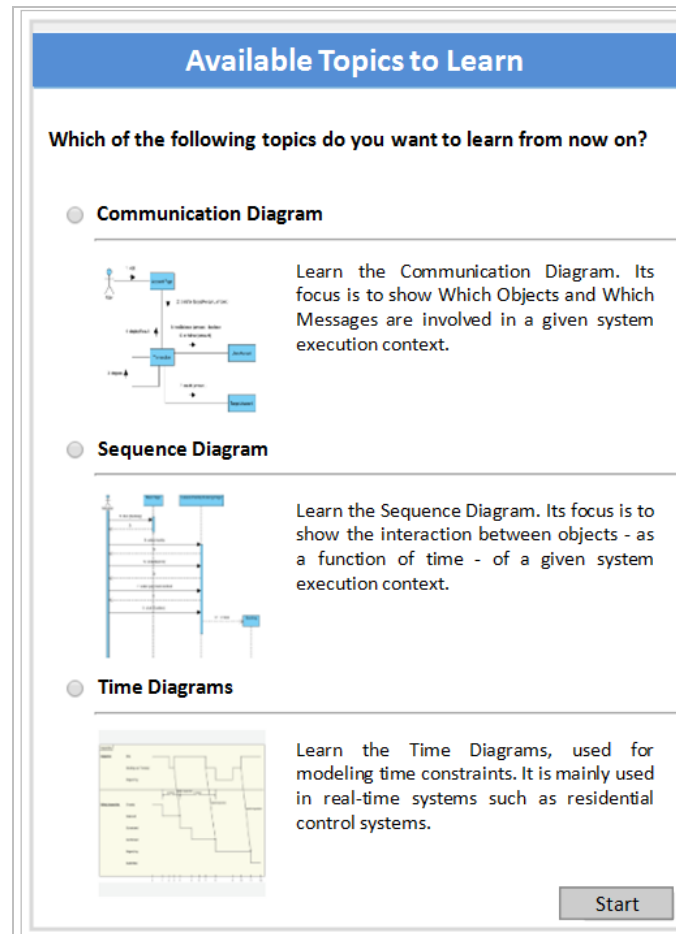 Available Topics to Learn
Which of the following topics do you want to learn from now on?
Communication Diagram
Learn the Communication Diagram. Its
focus is to show Which Objects and Which
Messages are involved in a given system
execution context.
Sequence Diagram
Learn the Sequence Diagram. Its focus is to
show the interaction between objects - as
a function of time - of a given system
execution context.
Time Diagrams
Learn the Time Diagrams, used for
modeling time constraints. It is mainly used
in real-time systems such as residential
control systems.
Start